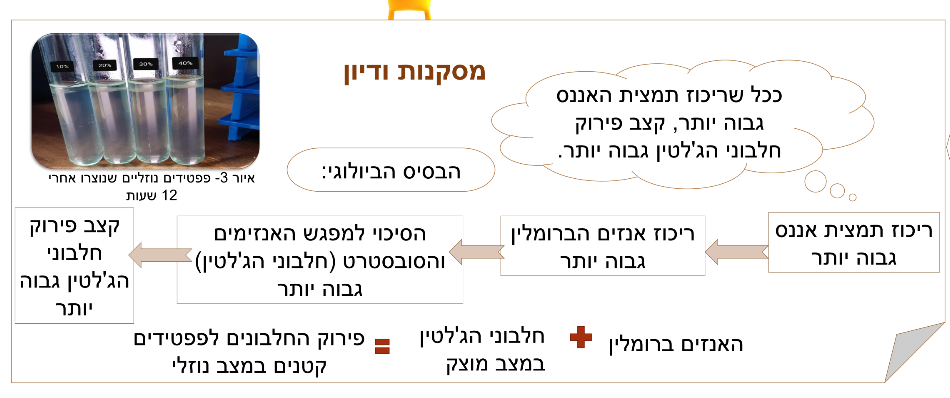 מסקנות ודיון
ככל שריכוז תמצית האננס
גבוה יותר, קצב פירוק
חלבוני הג'לטין גבוה יותר.
10%
20%
30%
40%
איור 3- פפטידים נוזליים שנוצרו אחרי
12 שעות
הבסיס הביולוגי:
ריכוז תמצית אננס
גבוה יותר
ריכוז אנזים הברומלין
גבוה יותר
הסיכוי למפגש האנזימים
והסובסטרט (חלבוני הג'לטין)
גבוה יותר
קצב פירוק
חלבוני
הג'לטין גבוה
יותר
האנזים ברומלין
+
חלבוני הג'לטין
במצב מוצק
=
פירוק החלבונים לפפטידים
קטנים במצב נוזלי